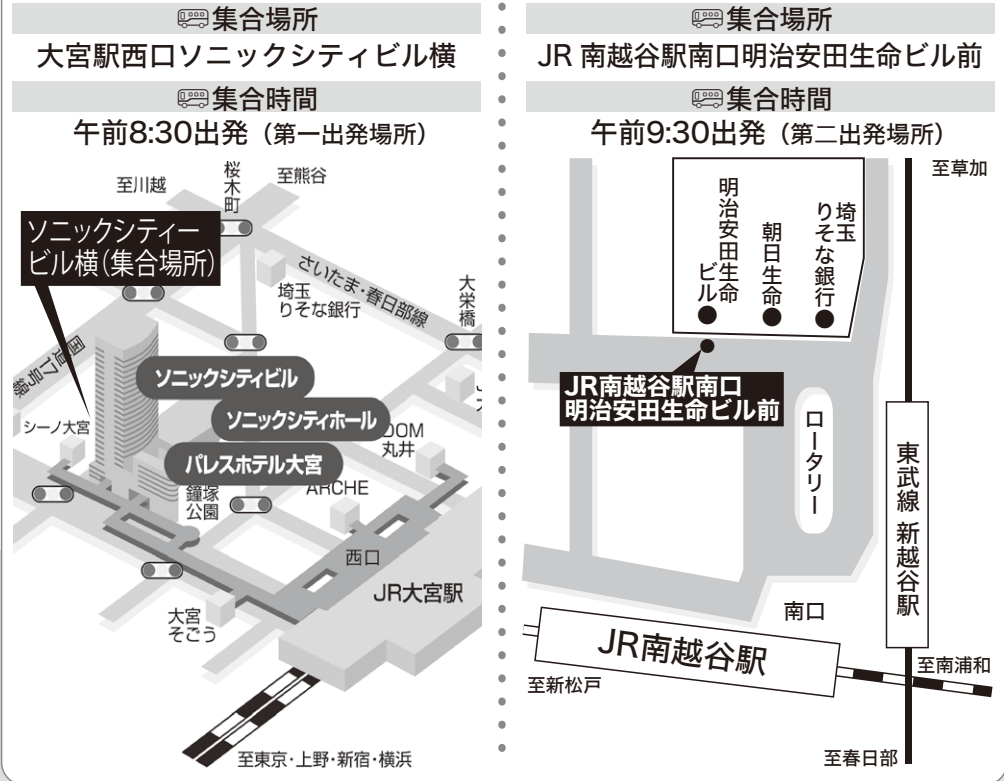 集合場所
大宮駅西口ソニックシティビル横
集合時間
午前8:30出発（第一出発場所）
至川越
桜木町
至熊谷
ソニックシティー
ビル横(集合場所)
さいたま・春日部線
埼玉
りそな銀行
大栄橋
国道17号線
ソニックシティビル
ソニックシティホール
パレスホテル大宮
シーノ大宮
DOM
丸井
鐘塚
公園
ARCHE
西口
JR大宮駅
大宮
そごう
至東京・上野・新宿・横浜
集合場所
JR 南越谷駅南口明治安田生命ビル前
集合時間
午前9:30出発（第二出発場所）
至草加
明治安田生命
ビル
朝日生命
埼玉
りそな銀行
JR南越谷駅南口
明治安田生命ビル前
ロータリー
東武線 新越谷駅
南口
JR南越谷駅
至南浦和
至新松戸
至春日部